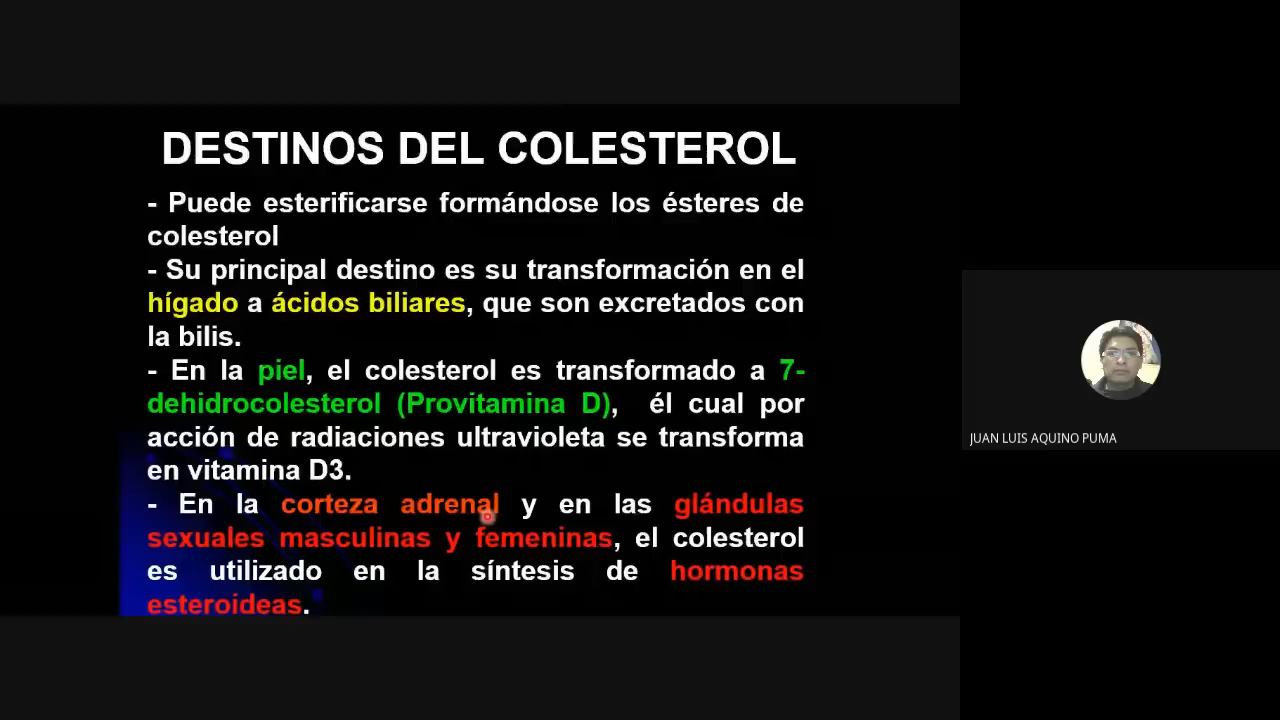 DESTINOS DEL COLESTEROL
- Puede esterificarse formándose los ésteres de
colesterol
- Su principal destino es su transformación en el
hígado a ácidos biliares, que son excretados con
la bilis.
- En la piel, el colesterol es transformado a 7-
dehidrocolesterol (Provitamina D), él cual por
acción de radiaciones ultravioleta se transforma
en vitamina D3.
- En la corteza adrenal y en las glándulas
sexuales masculinas y femeninas, el colesterol
es utilizado en la síntesis de hormonas
esteroideas.
JUAN LUIS AQUINO PUMA